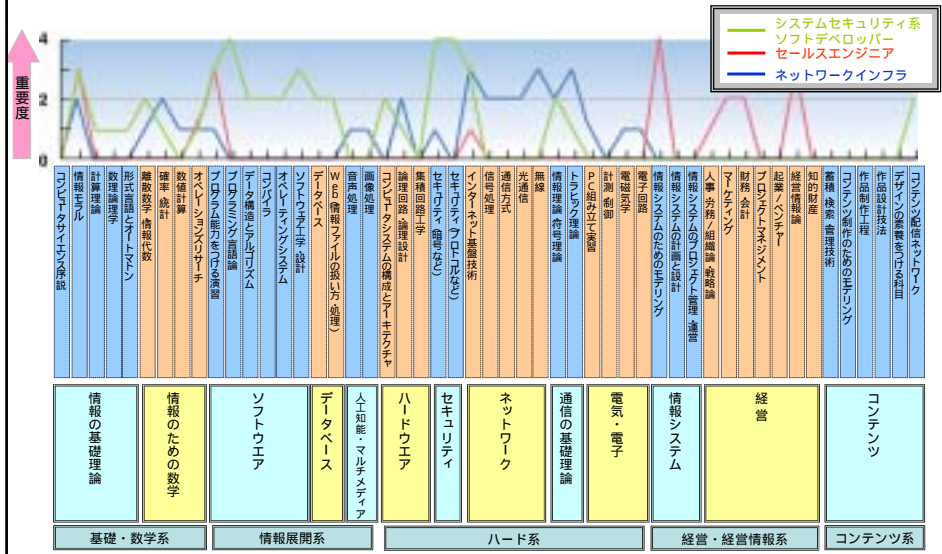 システムセキュリティ系
ソフトデベロッパー
セールスエンジニア
ネットワークインフラ
重要度
4
2
0
コンピュータサイエンス序説
情報モラル
計算理論
数理論理学
形式言語とオートマトン
離散数学 情報代数
確率 統計
数値計算
オペレーションズリサーチ
プログラム能力をつける演習
プログラミング言語論
データ構造とアルゴリズム
コンパイラ
オペレーティングシステム
ソフトウェア工学・設計
データベース
Web情報(ファイルの扱い方・処理)
音声処理
画像処理
コンピュータシステムの構成とアーキテクチャ
論理回路・論理設計
集積回路工学
セキュリティ(暗号など)
セキュリティ(プロトコルなど)
インターネット基盤技術
信号処理
通信方式
光通信
無線
情報理論 符号理論
トラヒック理論
PC組み立て実習
計測 制御
電磁気学
電子回路
情報システムのためのモデリング
情報システムの計画と設計
情報システムのプロジェクト管理・運営
人事 労務/組織論・戦略論
マーケティング
財務 会計
プロジェクトマネジメント
起業/ベンチャー
経営情報論
知的財産
蓄積 検索 管理技術
コンテンツ制作のためのモデリング
作品制作工程
作品設計技法
デザインの素養をつける科目
コンテンツ配信ネットワーク
情報の基礎理論
情報のための数学
ソフトウエア
データベース
人工知能・マルチメディア
ハードウエア
セキュリティ
ネットワーク
通信の基礎理論
電気・電子
情報システム
経営
コンテンツ
基礎・数学系
情報展開系
ハード系
経営・経営情報系
コンテンツ系